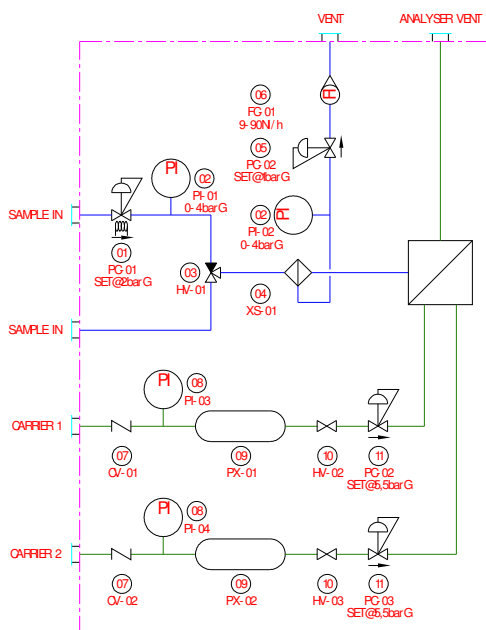 VENT
ANALYSER VENT
FI
06
FG-01
9-90Nl/h
05
PC-02
SET@1barG
PI
02
PI-01
0-4barG
02
PI
PI-02
0-4barG
SAMPLE IN
01
PC-01
SET@2barG
03
HV-01
04
XS-01
SAMPLE IN
PI
08
PI-03
CARRIER 1
07
CV-01
09
PX-01
10
HV-02
11
PC-02
SET@5,5barG
PI
08
PI-04
CARRIER 2
07
CV-02
09
PX-02
10
HV-03
11
PC-03
SET@5,5barG